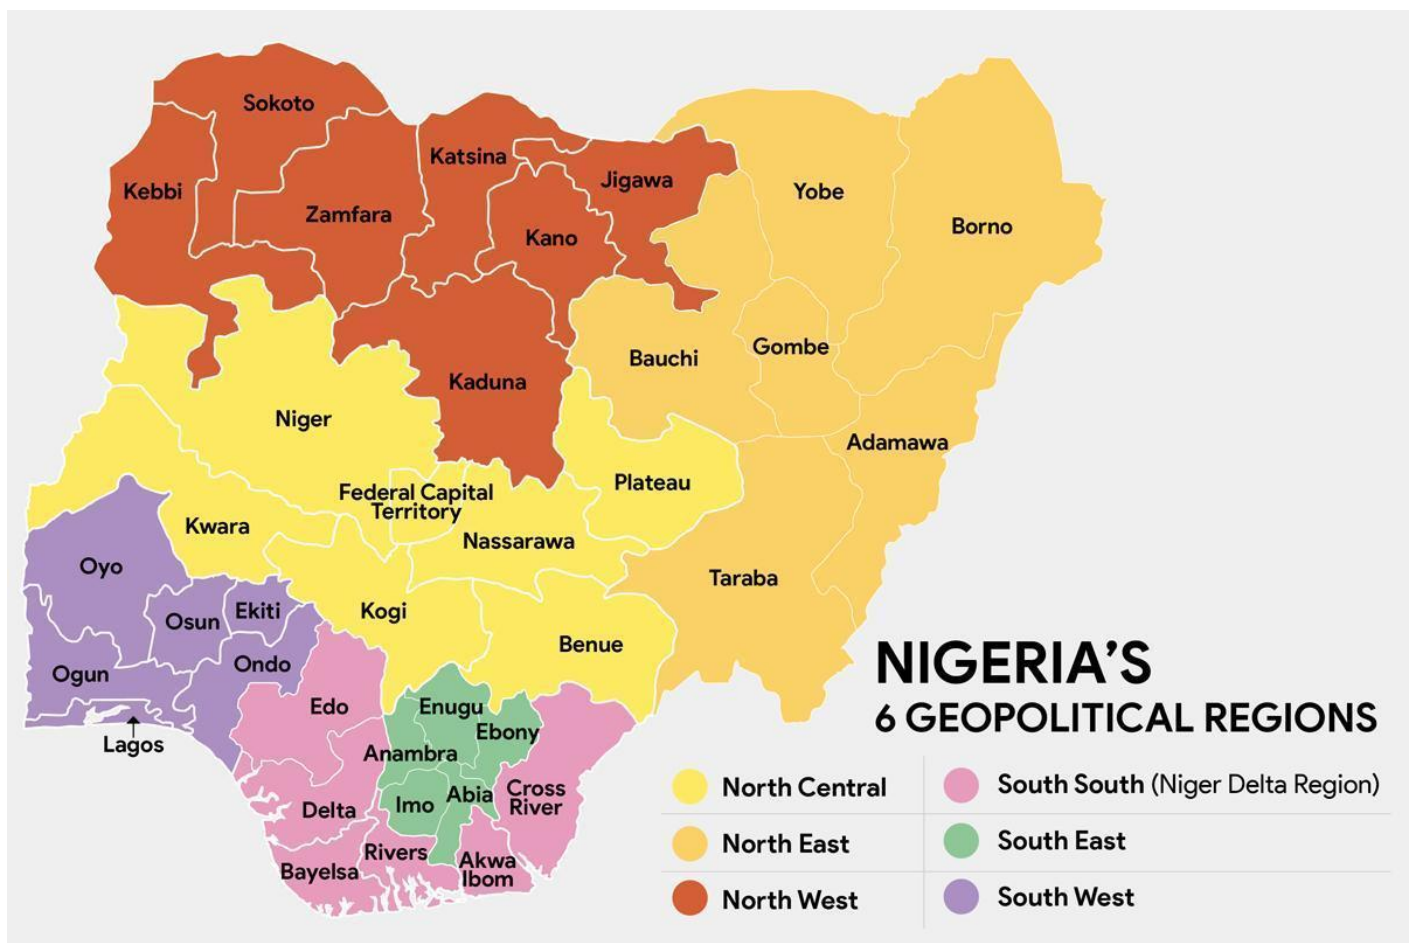 Sokoto
Katsina
Kebbi
Zamfara
Jigawa
Kano
Yobe
Borno
Kaduna
Bauchi
Gombe
Niger
Adamawa
Federal Capital
Territory
Plateau
Kwara
Nassarawa
Oyo
Taraba
Osun
Ekiti
Kogi
Benue
Ogun
Ondo
Lagos
Edo
Enugu
Ebony
Anambra
Delta
Imo
Abia
Cross
River
Bayelsa
Rivers
Akwa
Ibom
NIGERIA'S
6 GEOPOLITICAL REGIONS
North Central
North East
North West
South South (Niger Delta Region)
South East
South West